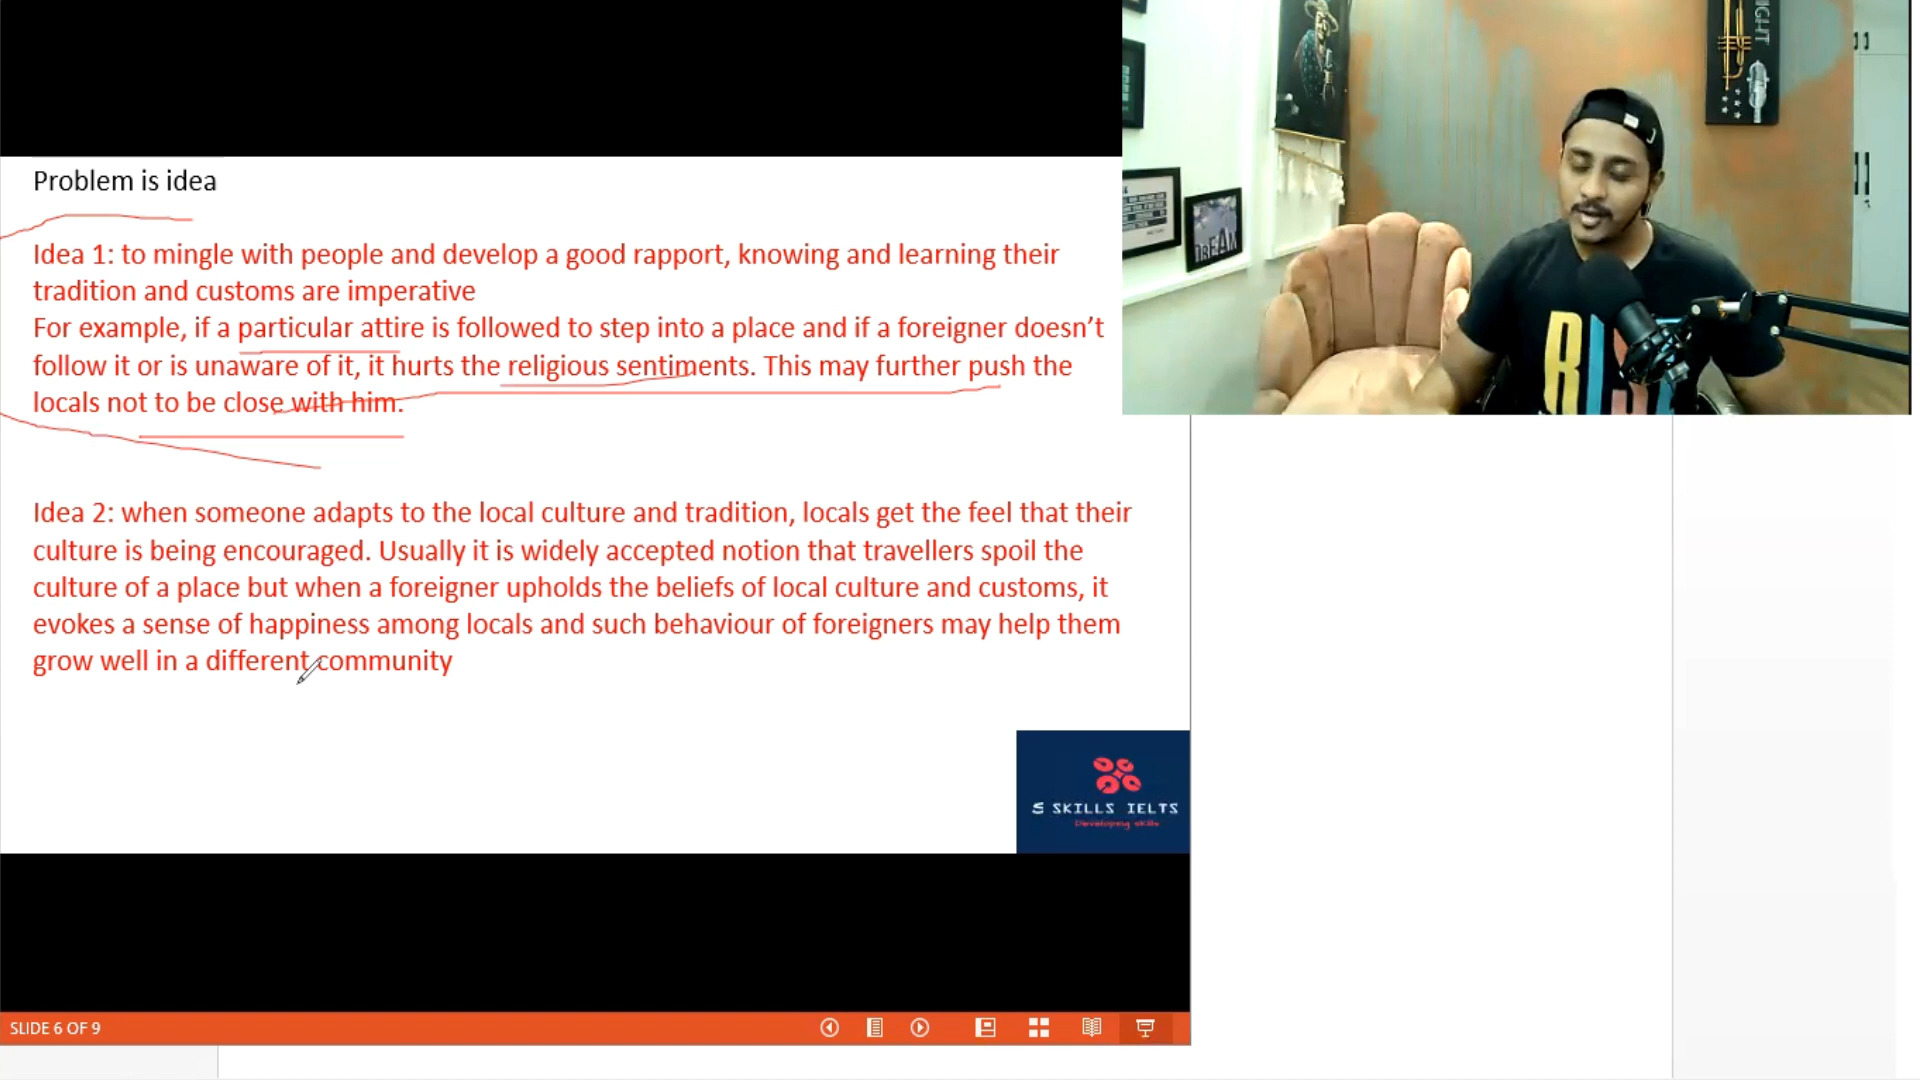 Problem is idea
Idea 1: to mingle with people and develop a good rapport, knowing and learning their
tradition and customs are imperative
For example, if a particular attire is followed to step into a place and if a foreigner doesn’t
follow it or is unaware of it, it hurts the religious sentiments. This may further push the
locals not to be close with him.
Idea 2: when someone adapts to the local culture and tradition, locals get the feel that their
culture is being encouraged. Usually it is widely accepted notion that travellers spoil the
culture of a place but when a foreigner upholds the beliefs of local culture and customs, it
evokes a sense of happiness among locals and such behaviour of foreigners may help them
grow well in a different community
5 SKILLS IELTS
Developing skills
SLIDE 6 OF 9
DREAM